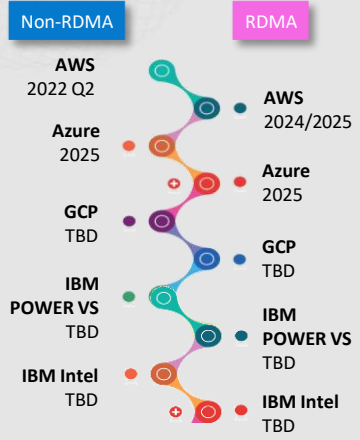 Non-RDMA
RDMA
AWS
2022 Q2
AWS
2024/2025
Azure
2025
Azure
2025
GCP
TBD
GCP
TBD
IBM
POWER VS
TBD
IBM
POWER VS
TBD
IBM Intel
TBD
IBM Intel
TBD